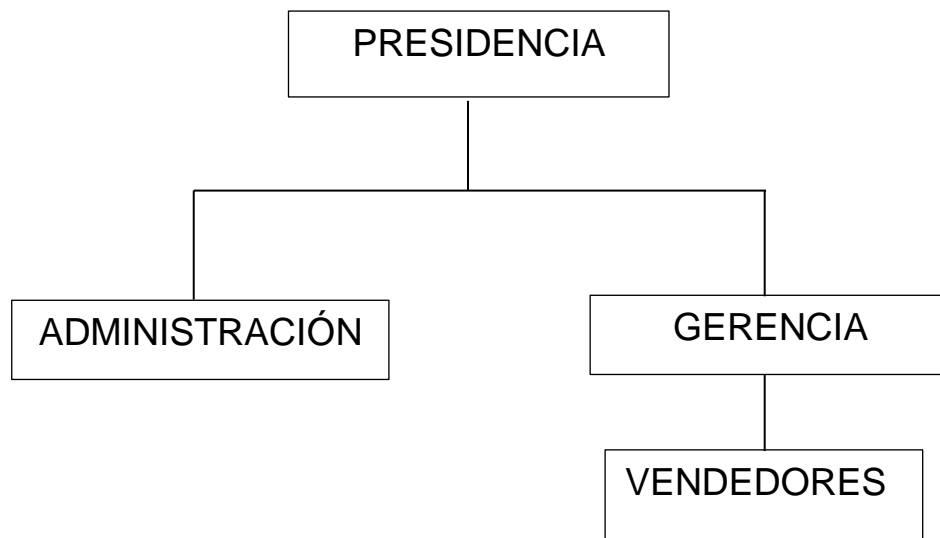 PRESIDENCIA
ADMINISTRACIÓN
GERENCIA
VENDEDORES